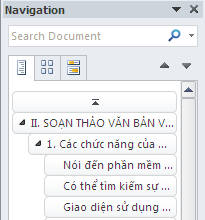 Navigation
Search Document
II. SOẠN THẢO VĂN BẢN V...
1. Các chức năng của ...
Nói đến phần mềm ...
Có thể tìm kiếm sự ...
Giao diện sử dụng ...